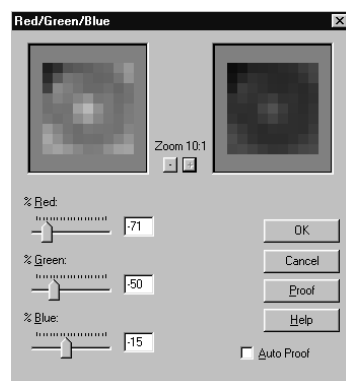 Red/Green/Blue
Zoom 10:1
% Red:
-71
OK
% Green:
Cancel
-50
Proof
% Blue:
Help
-15
Auto Proof